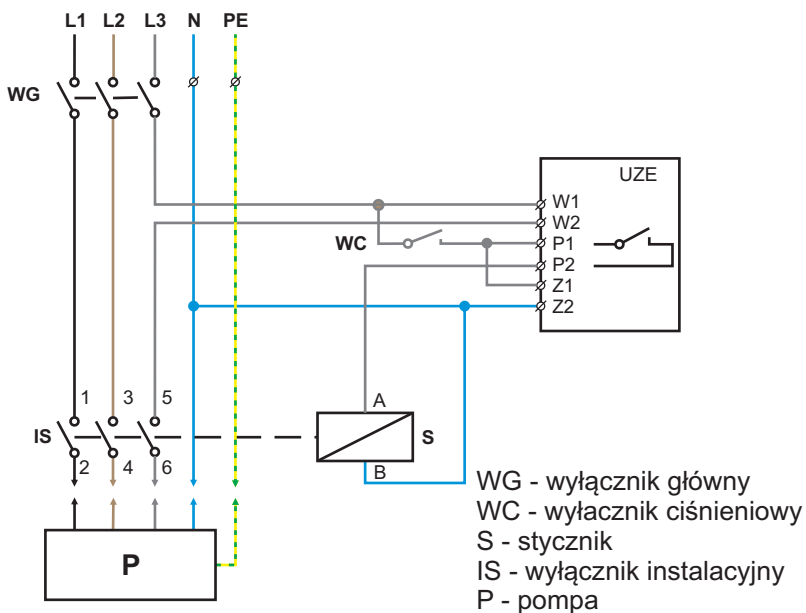 L1 L2 L3 N PE
WG
UZE
W1
W2
WC
P1
P2
Z1
Z2
1 3 5
A
IS
S
2 4 6
B
P
WG - wyłącznik główny
WC - wyłacznik ciśnieniowy
S - stycznik
IS - wyłącznik instalacyjny
P - pompa